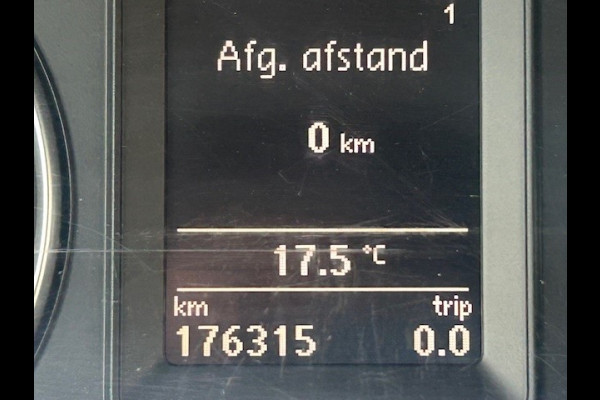 1
Afg. afstand
0 km
17.5 °C
km trip
176315 0.0